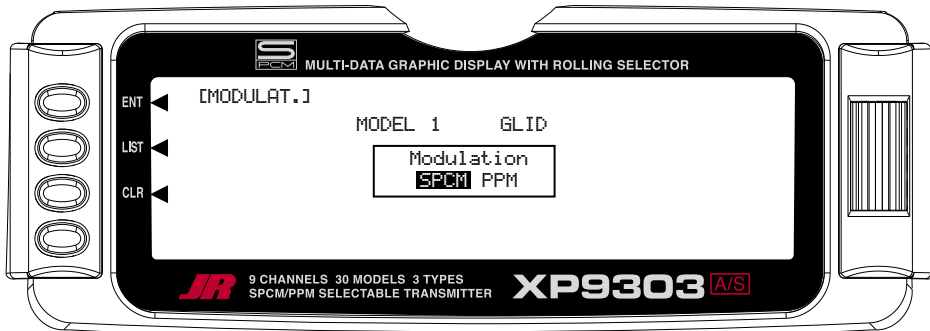 S
PCM MULTI-DATA GRAPHIC DISPLAY WITH ROLLING SELECTOR
ENT [MODULAT.]
MODEL 1 GLID
LIST Modulation
SPCM PPM
CLR
JR 9 CHANNELS 30 MODELS 3 TYPES
SPCM/PPM SELECTABLE TRANSMITTER XP9303 A/S